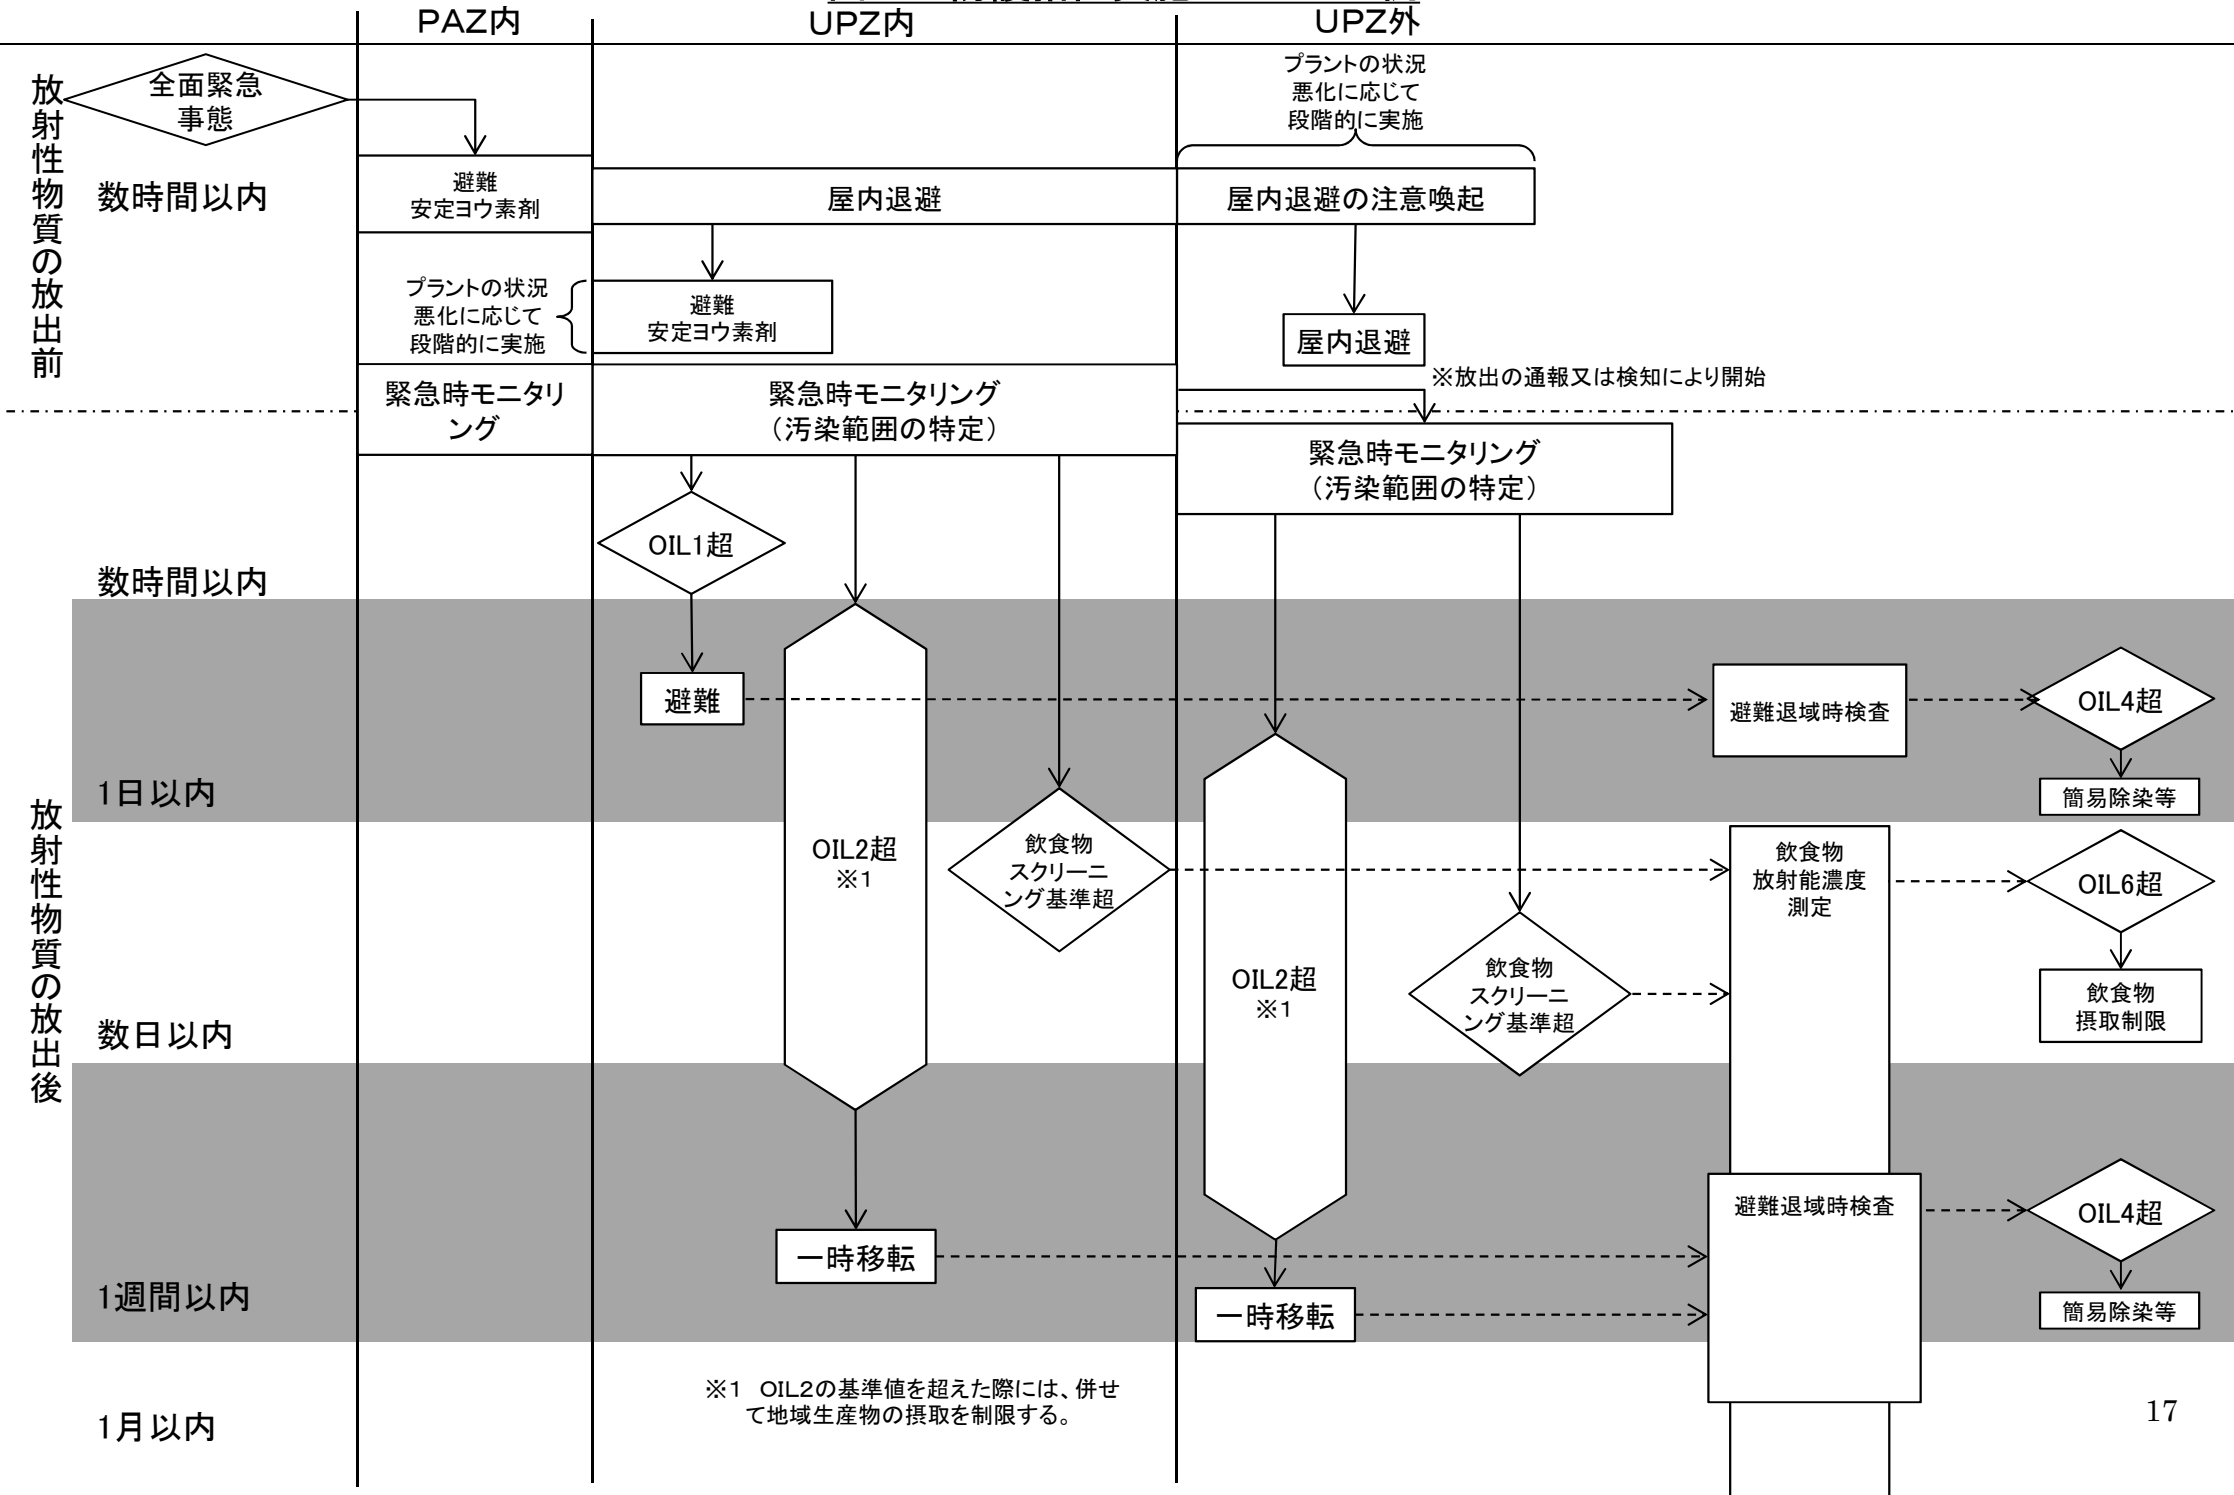 PAZ内
UPZ内
UPZ外
放射性物質の放出前
全面緊急
事態
プラントの状況
悪化に応じて
段階的に実施
数時間以内
避難
安定ヨウ素剤
屋内退避
屋内退避の注意喚起
プラントの状況
悪化に応じて
段階的に実施
避難
安定ヨウ素剤
屋内退避
※放出の通報又は検知により開始
緊急時モニタリ
ング
緊急時モニタリング
（汚染範囲の特定）
緊急時モニタリング
（汚染範囲の特定）
OIL1超
数時間以内
放射性物質の放出後
避難
避難退域時検査
OIL4超
1日以内
簡易除染等
OIL2超
※1
飲食物
スクリーニ
ング基準超
飲食物
放射能濃度
測定
OIL6超
OIL2超
※1
飲食物
スクリーニ
ング基準超
飲食物
摂取制限
数日以内
避難退域時検査
OIL4超
一時移転
1週間以内
一時移転
簡易除染等
※1　OIL2の基準値を超えた際には、併せ
て地域生産物の摂取を制限する。
1月以内
17